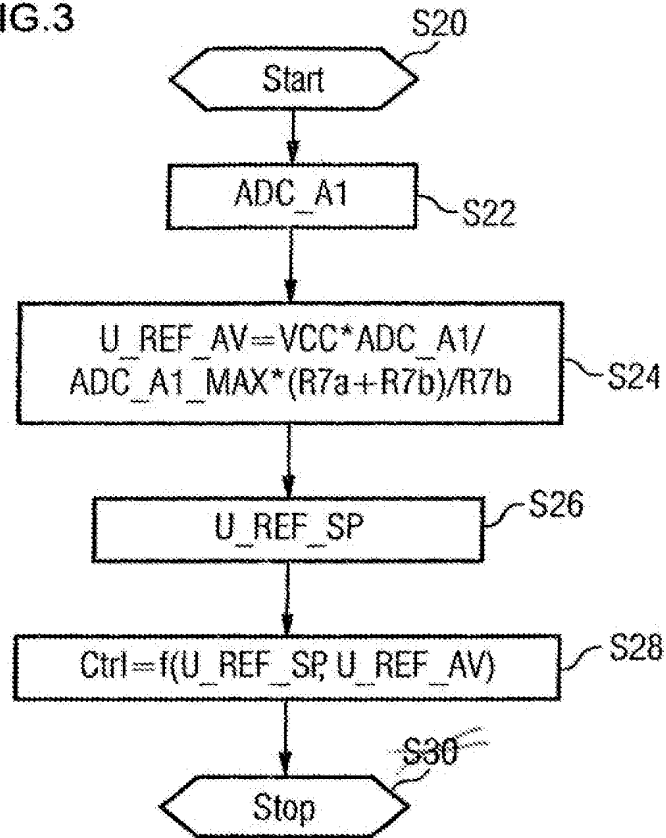 IG.3
S20
Start
ADC_A1
S22
U_REF_AV=VCC*ADC_A1/
ADC_A1_MAX*(R7a+R7b)/R7b
S24
U_REF_SP
S26
Ctrl=f(U_REF_SP, U_REF_AV)
S28
S30
Stop